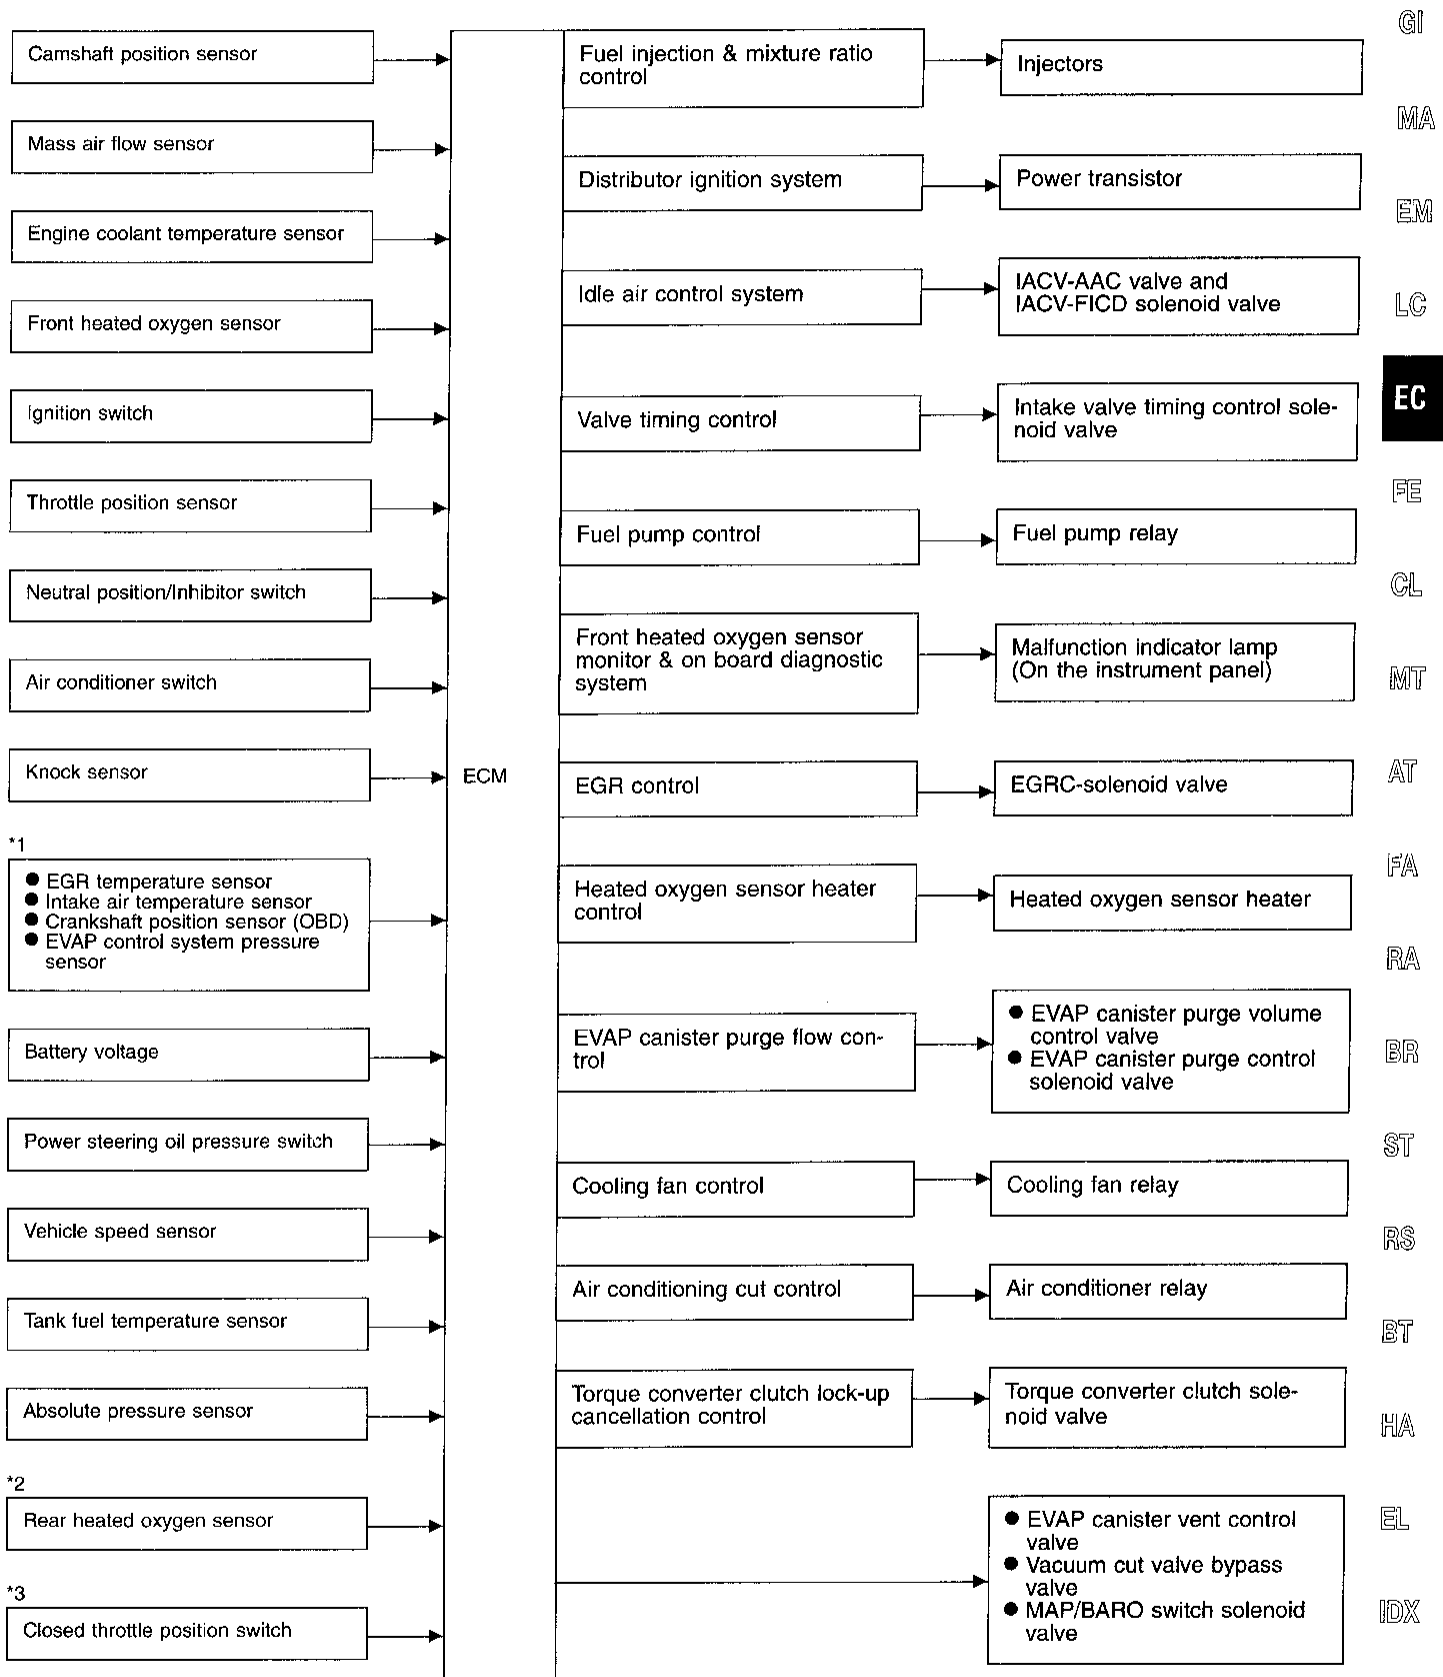 Camshaft position sensor
Mass air flow sensor
Engine coolant temperature sensor
Front heated oxygen sensor
Ignition switch
Throttle position sensor
Neutral position/Inhibitor switch
Air conditioner switch
Knock sensor
*1
● EGR temperature sensor
● Intake air temperature sensor
● Crankshaft position sensor (OBD)
● EVAP control system pressure
sensor
Battery voltage
Power steering oil pressure switch
Vehicle speed sensor
Tank fuel temperature sensor
Absolute pressure sensor
*2
Rear heated oxygen sensor
*3
Closed throttle position switch
ECM
Fuel injection & mixture ratio
control
Distributor ignition system
Idle air control system
Valve timing control
Fuel pump control
Front heated oxygen sensor
monitor & on board diagnostic
system
EGR control
Heated oxygen sensor heater
control
EVAP canister purge flow con-
trol
Cooling fan control
Air conditioning cut control
Torque converter clutch lock-up
cancellation control
Injectors
Power transistor
IACV-AAC valve and
IACV-FICD solenoid valve
Intake valve timing control sole-
noid valve
Fuel pump relay
Malfunction indicator lamp
(On the instrument panel)
EGRC-solenoid valve
Heated oxygen sensor heater
● EVAP canister purge volume
control valve
● EVAP canister purge control
solenoid valve
Cooling fan relay
Air conditioner relay
Torque converter clutch sole-
noid valve
● EVAP canister vent control
valve
● Vacuum cut valve bypass
valve
● MAP/BARO switch solenoid
valve
GI
MA
EM
LC
EC
FE
CL
MT
AT
FA
RA
BR
ST
RS
BT
HA
EL
IDX